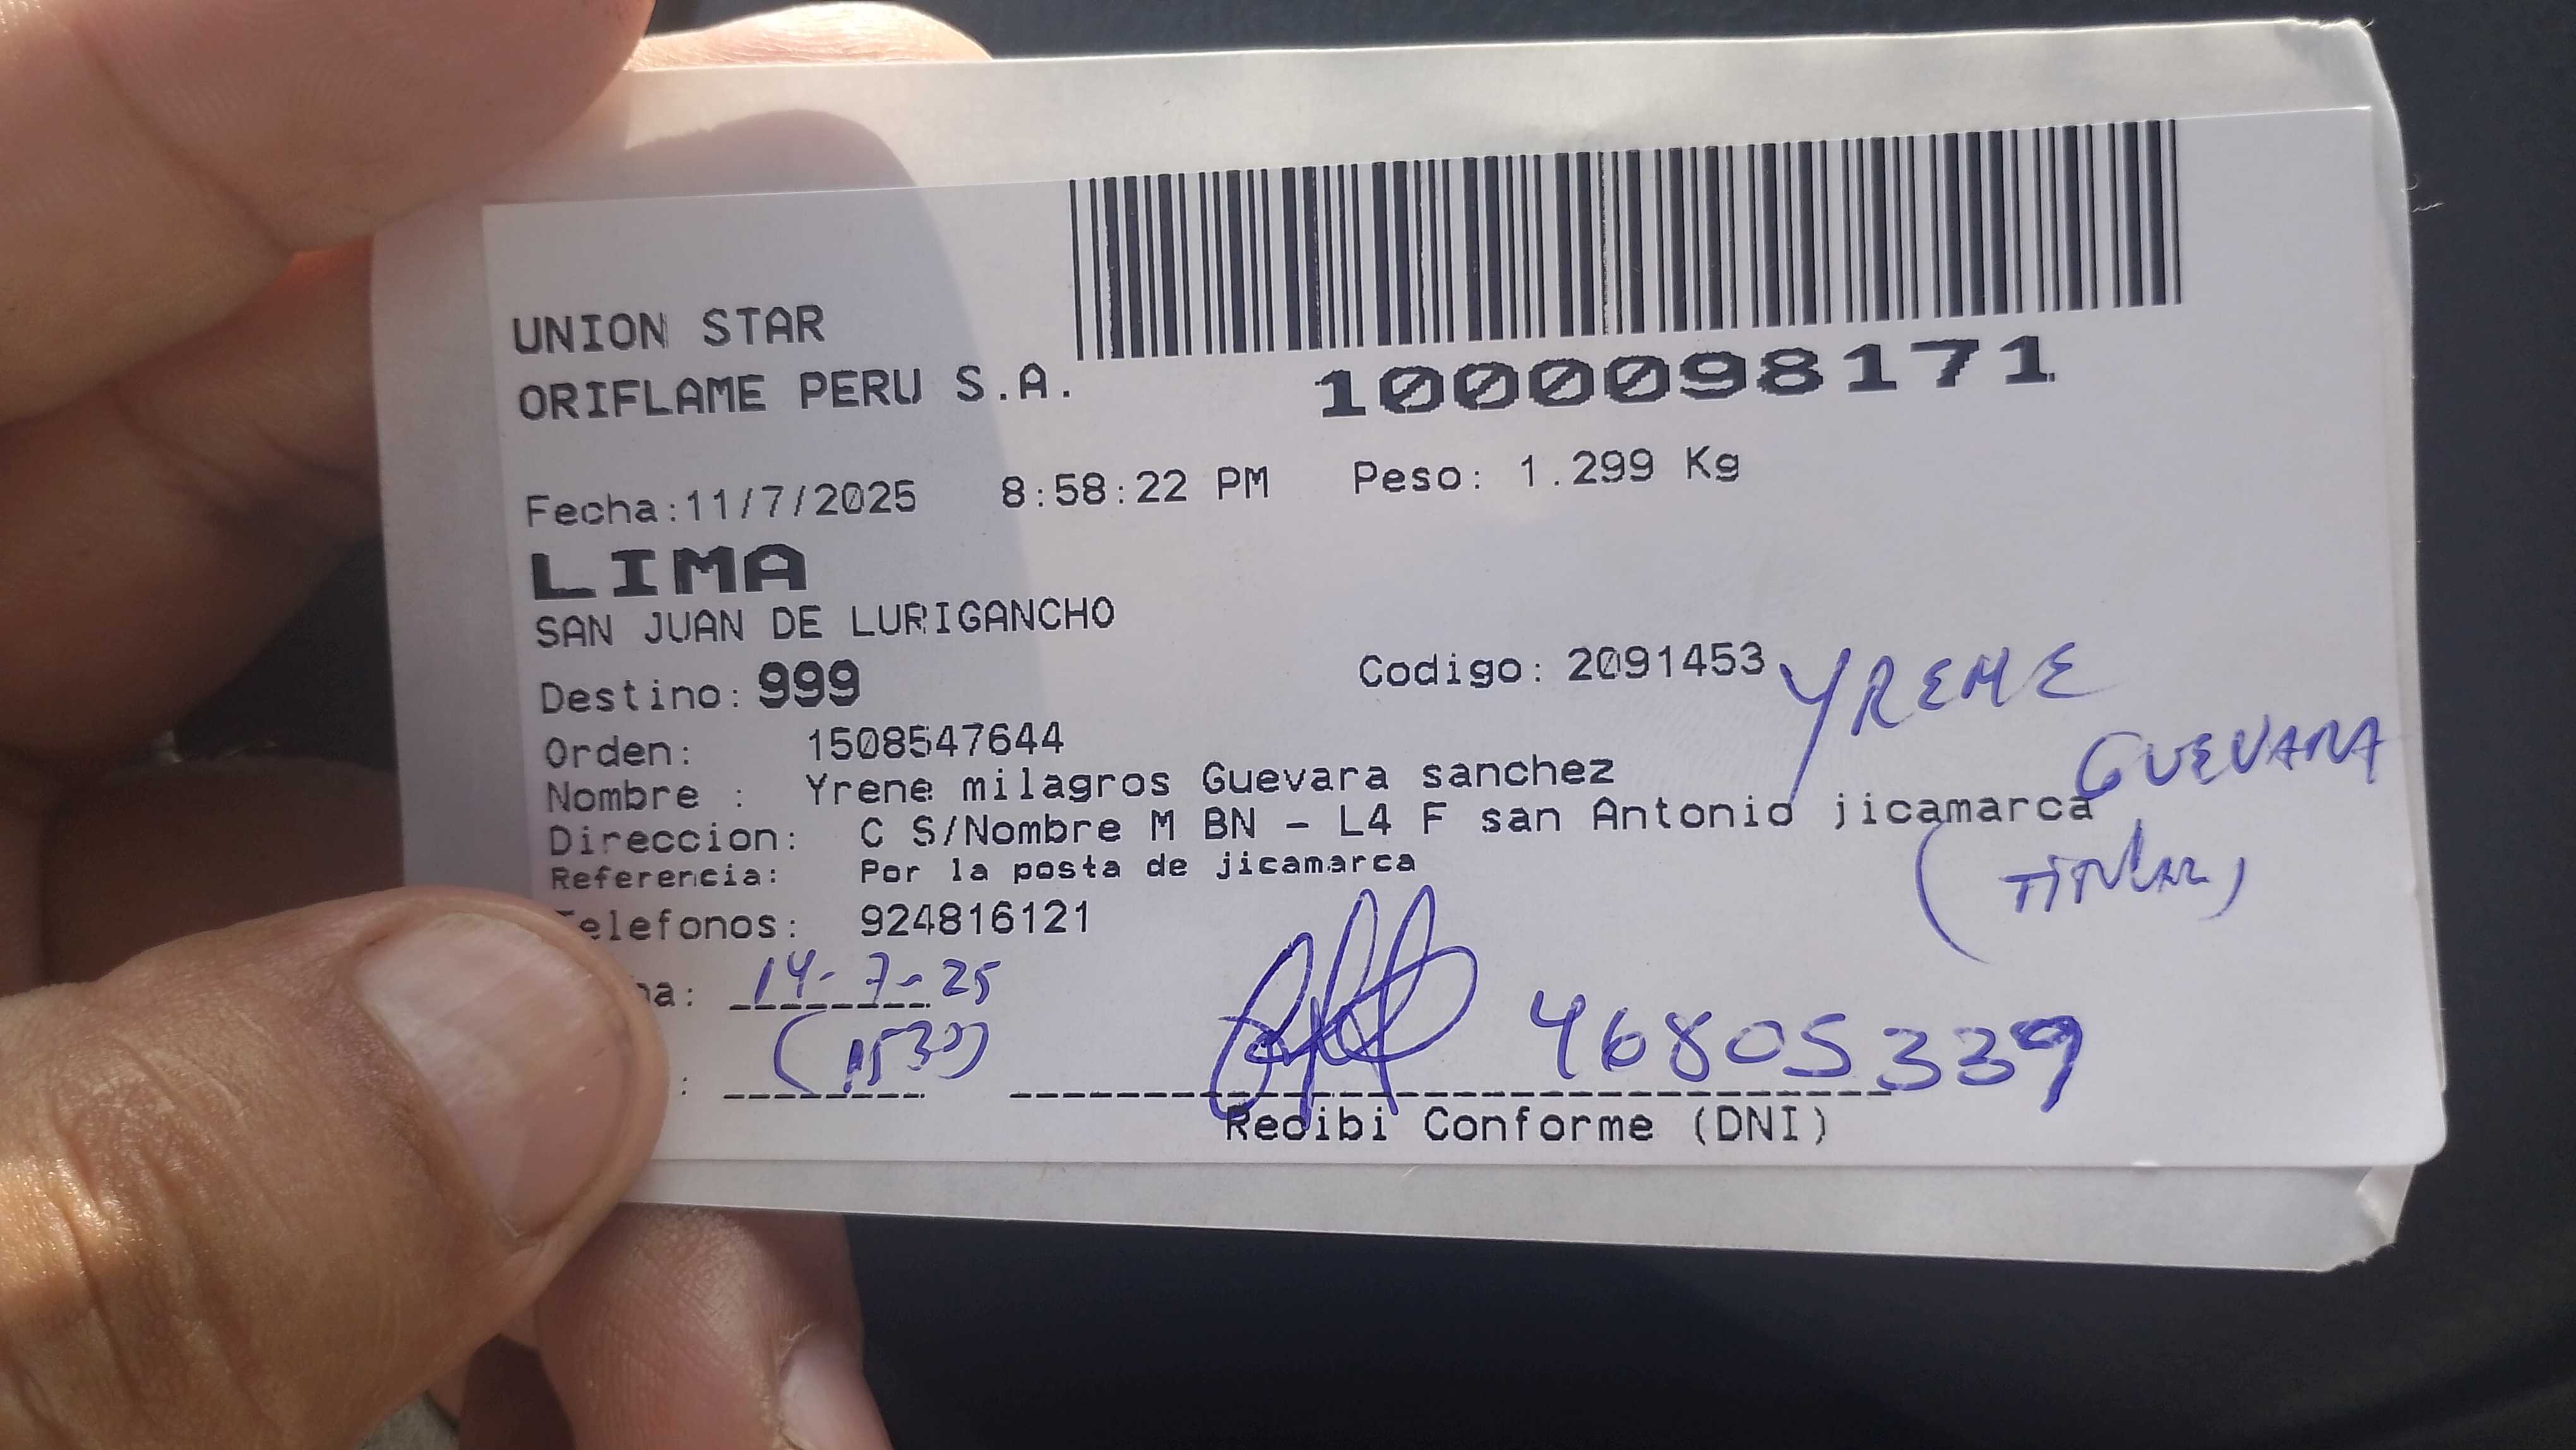 UNION STAR
ORIFLAME PERU S.A.
1000098171
Fecha:11/7/2025 8:58:22 PM Peso: 1.299 Kg
LIMA
SAN JUAN DE LURIGANCHO
Destino: 999 Codigo: 2091453
YRENE
GUEVARA
(TITULAR)
Orden: 1508547644
Nombre : Yrene milagros Guevara sanchez
Direccion: C S/Nombre M BN - L4 F san Antonio jicamarca
Referencia: Por la posta de jicamarca
elefonos: 924816121
ha: 14-7-25
: (1530)
46805339
Recibi Conforme (DNI)